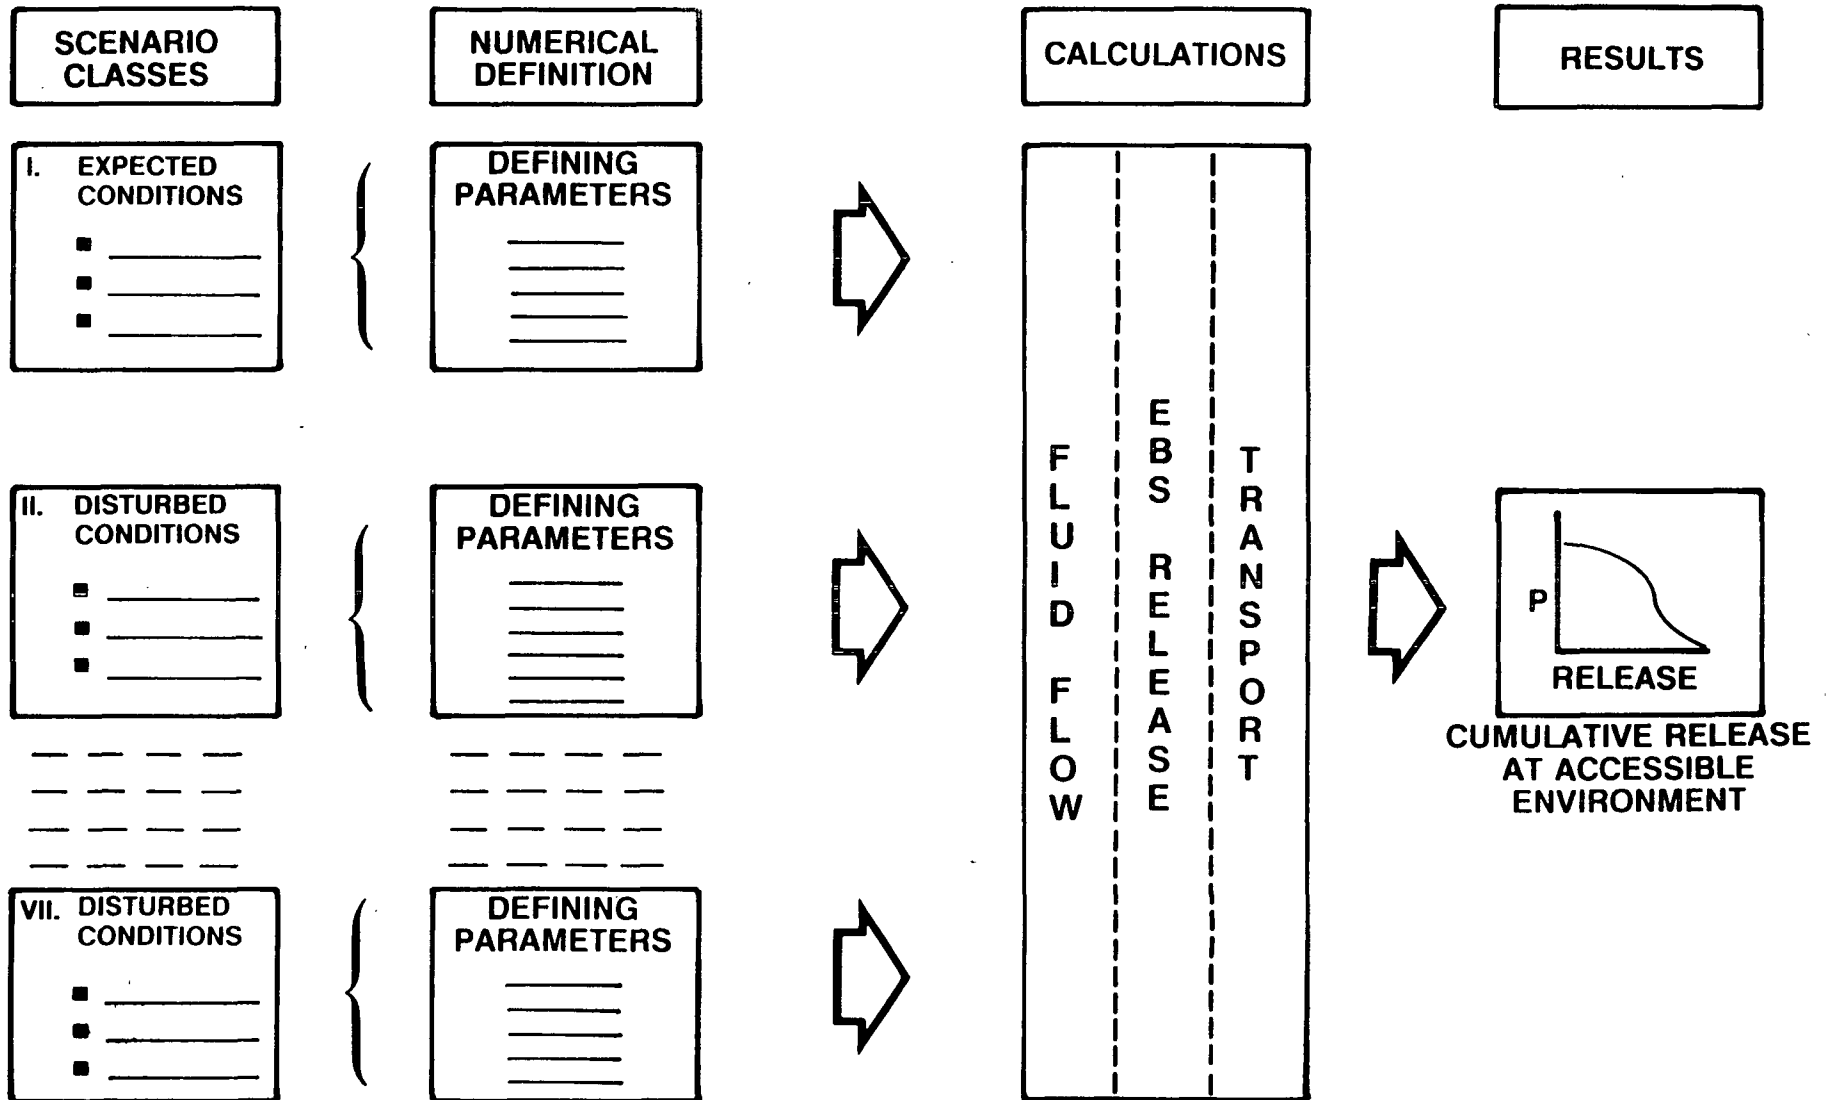 SCENARIO
CLASSES
NUMERICAL
DEFINITION
CALCULATIONS
RESULTS
I. EXPECTED
CONDITIONS
DEFINING
PARAMETERS
II. DISTURBED
CONDITIONS
DEFINING
PARAMETERS
VII. DISTURBED
CONDITIONS
DEFINING
PARAMETERS
FLUID FLOW
EBS RELEASE
TRANSPORT
P
RELEASE
CUMULATIVE RELEASE
AT ACCESSIBLE
ENVIRONMENT